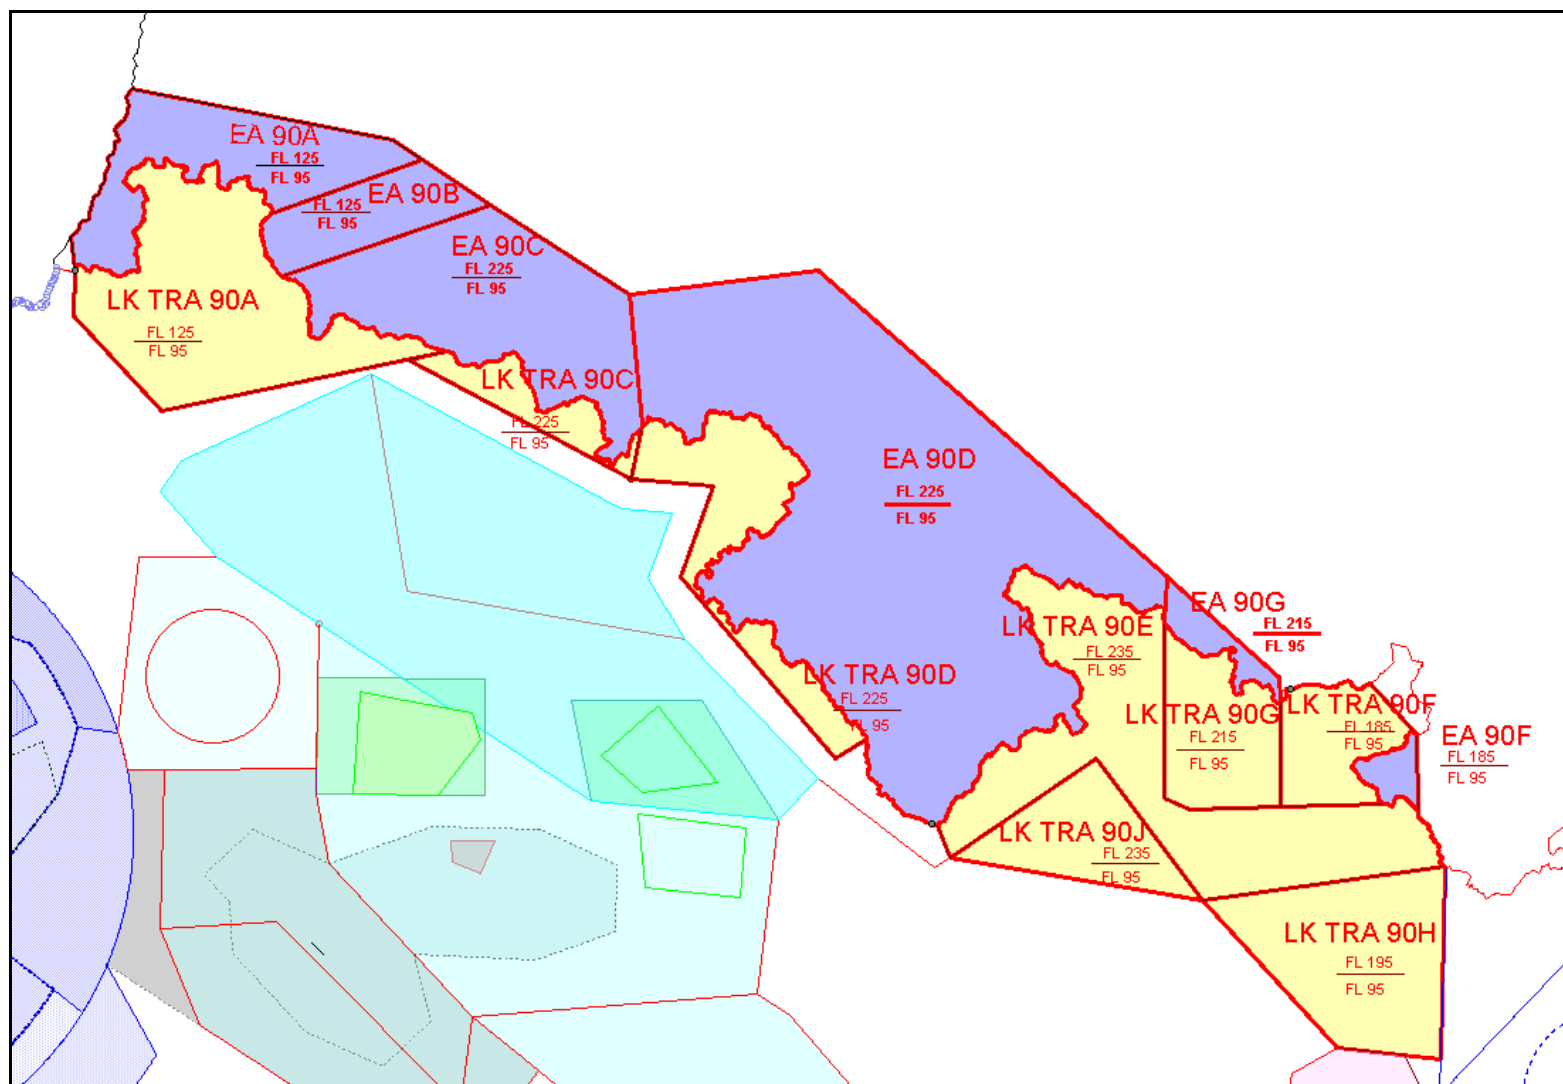 EA 90A
FL 125
FL 95
EA 90B
FL 125
FL 95
EA 90C
FL 225
FL 95
LK TRA 90A
FL 125
FL 95
LK TRA 90C
FL 225
FL 95
EA 90D
FL 225
FL 95
EA 90G
FL 215
FL 95
LK TRA 90E
FL 235
FL 95
LK TRA 90D
FL 225
FL 95
LK TRA 90G
FL 215
FL 95
LK TRA 90F
FL 185
FL 95
EA 90F
FL 185
FL 95
LK TRA 90J
FL 235
FL 95
LK TRA 90H
FL 195
FL 95